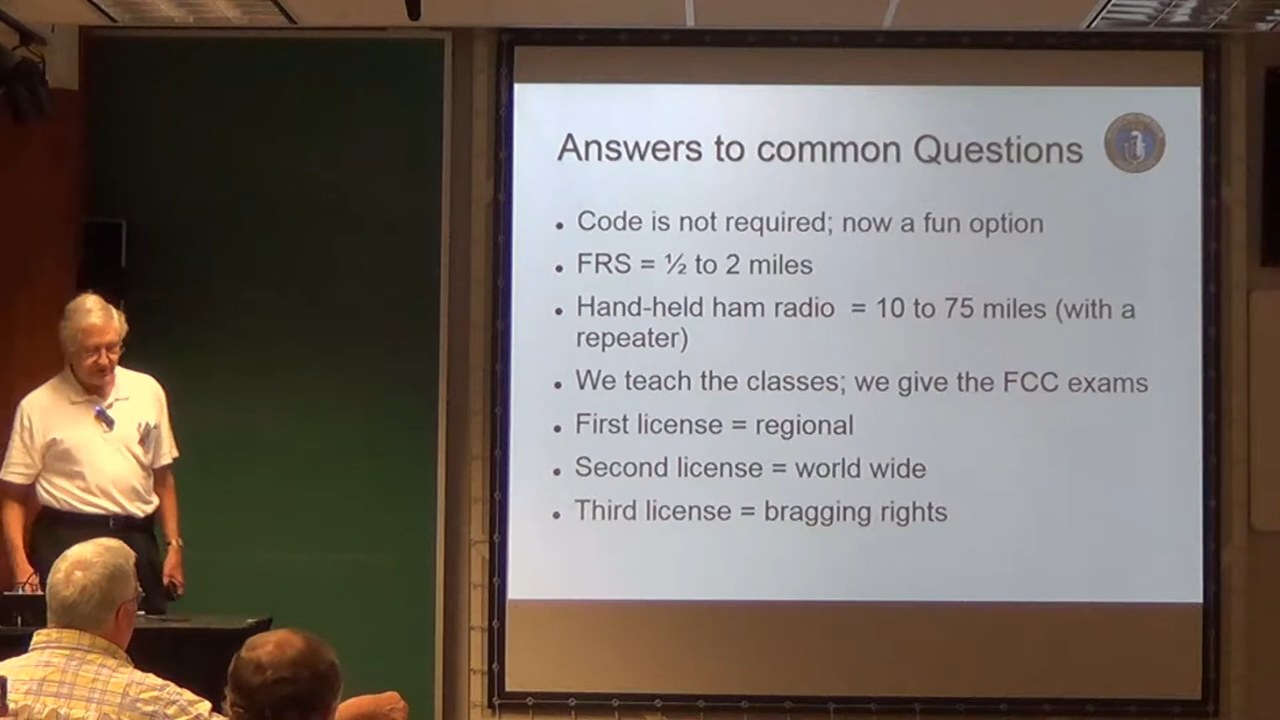 Answers to common Questions
• Code is not required; now a fun option
• FRS = ½ to 2 miles
• Hand-held ham radio = 10 to 75 miles (with a
repeater)
• We teach the classes; we give the FCC exams
• First license = regional
• Second license = world wide
• Third license = bragging rights